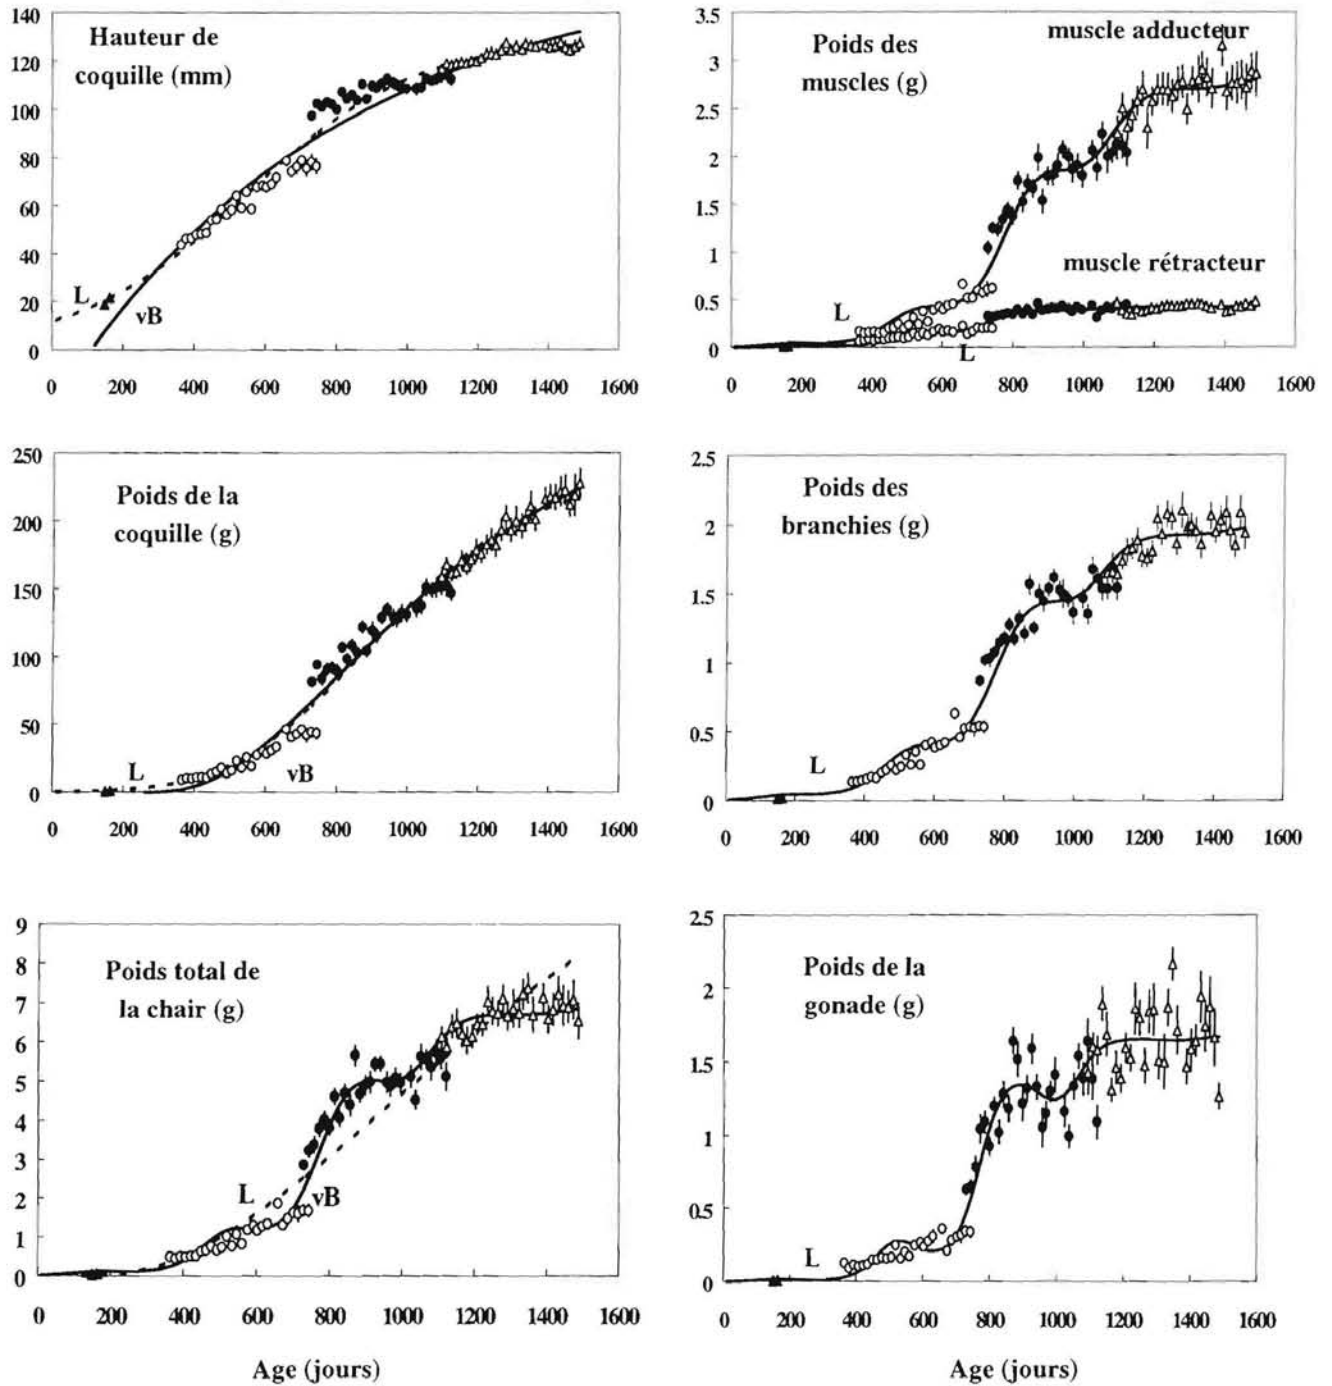 140
120
100
80
60
40
20
0
Hauteur de
coquille (mm)
L
vB
0 200 400 600 800 1000 1200 1400 1600
3.5
3
2.5
2
1.5
1
0.5
0
Poids des
muscles (g)
muscle adducteur
muscle rétracteur
L
L
0 200 400 600 800 1000 1200 1400 1600
250
200
150
100
50
0
Poids de la
coquille (g)
L
vB
0 200 400 600 800 1000 1200 1400 1600
2.5
2
1.5
1
0.5
0
Poids des
branchies (g)
L
0 200 400 600 800 1000 1200 1400 1600
9
8
7
6
5
4
3
2
1
0
Poids total de
la chair (g)
L
vB
0 200 400 600 800 1000 1200 1400 1600
Age (jours)
2.5
2
1.5
1
0.5
0
Poids de la
gonade (g)
L
0 200 400 600 800 1000 1200 1400 1600
Age (jours)